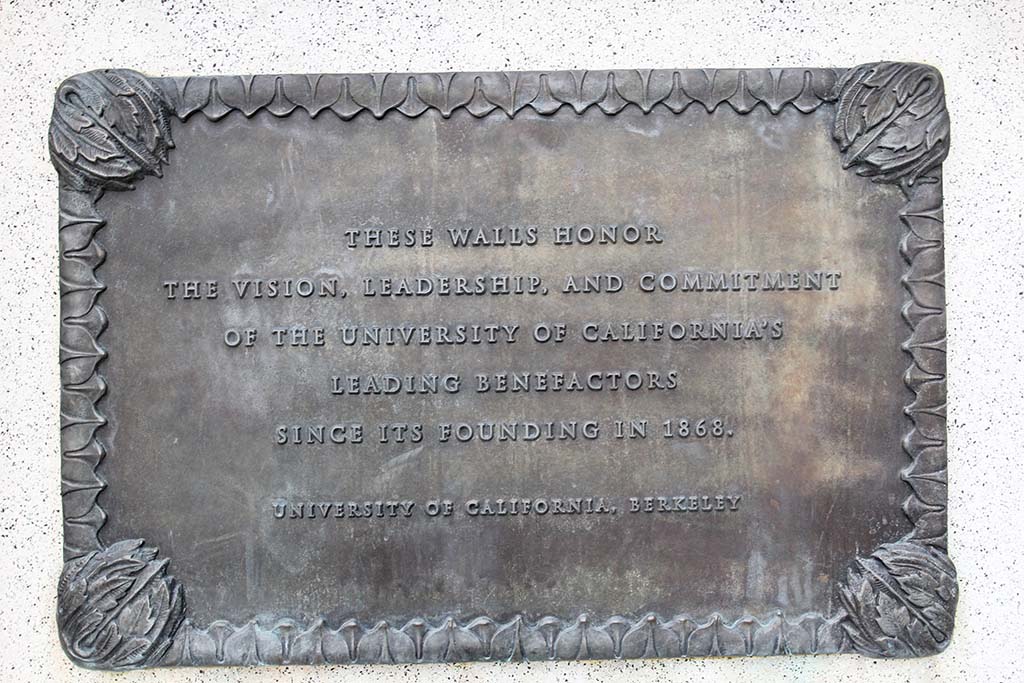 THESE WALLS HONOR
THE VISION, LEADERSHIP, AND COMMITMENT
OF THE UNIVERSITY OF CALIFORNIA'S
LEADING BENEFACTORS
SINCE ITS FOUNDING IN 1868.
UNIVERSITY OF CALIFORNIA, BERKELEY